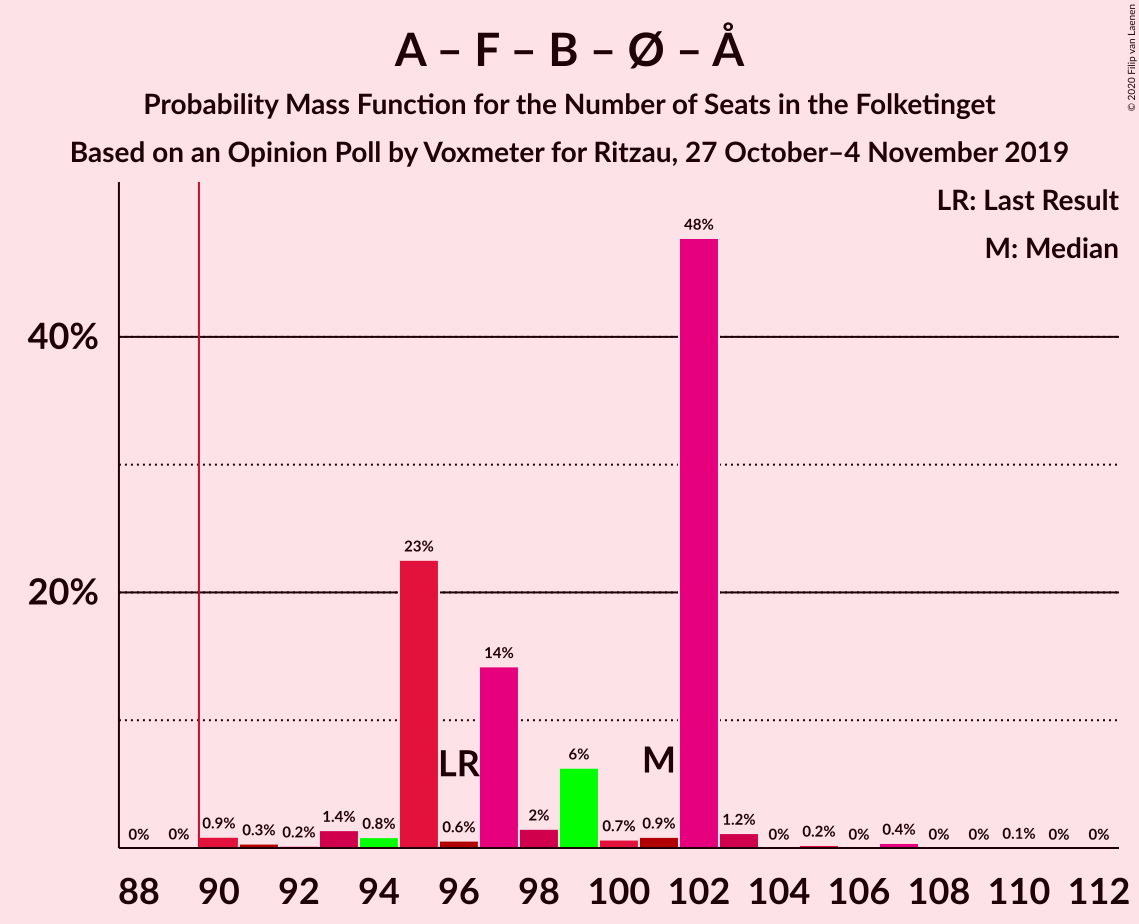 A – F – B – Ø – Å
Probability Mass Function for the Number of Seats in the Folketinget
Based on an Opinion Poll by Voxmeter for Ritzau, 27 October–4 November 2019
© 2020 Filip van Laenen
LR: Last Result
M: Median
48%
40%
23%
20%
14%
LR
M
6%
0% 0% 0.9% 0.3% 0.2% 1.4% 0.8% 0.6% 2% 0.7% 0.9% 1.2% 0% 0.2% 0% 0.4% 0% 0% 0.1% 0% 0%
88 90 92 94 96 98 100 102 104 106 108 110 112